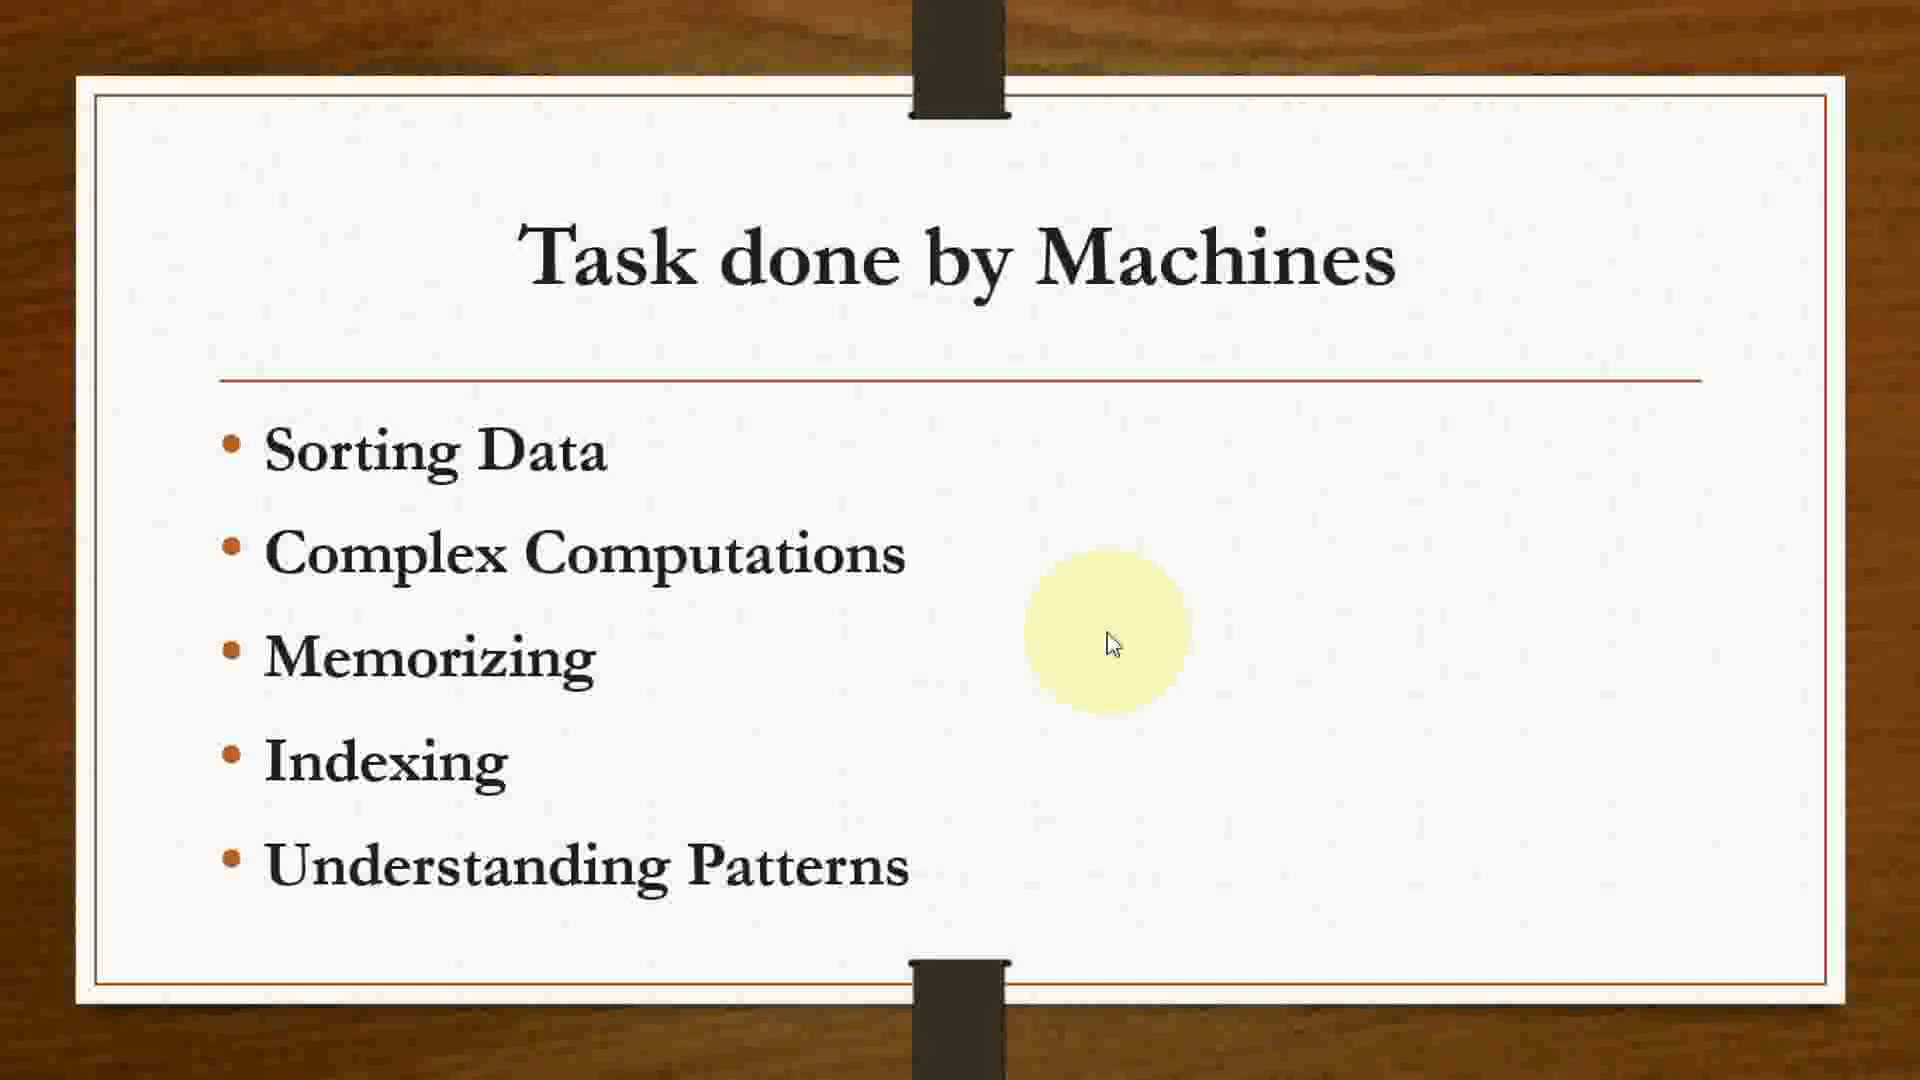 Task done by Machines
Sorting Data
Complex Computations
Memorizing
Indexing
Understanding Patterns